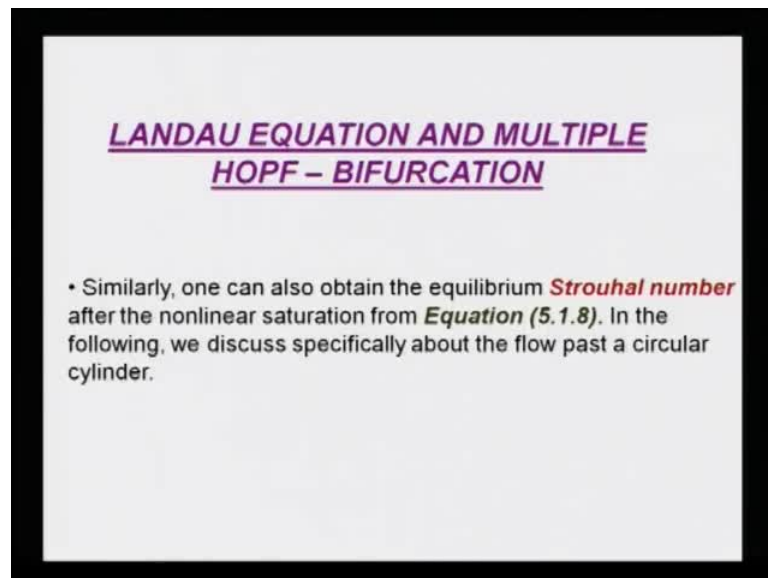 LANDAU EQUATION AND MULTIPLE
HOPF – BIFURCATION
• Similarly, one can also obtain the equilibrium Strouhal number
after the nonlinear saturation from Equation (5.1.8). In the
following, we discuss specifically about the flow past a circular
cylinder.